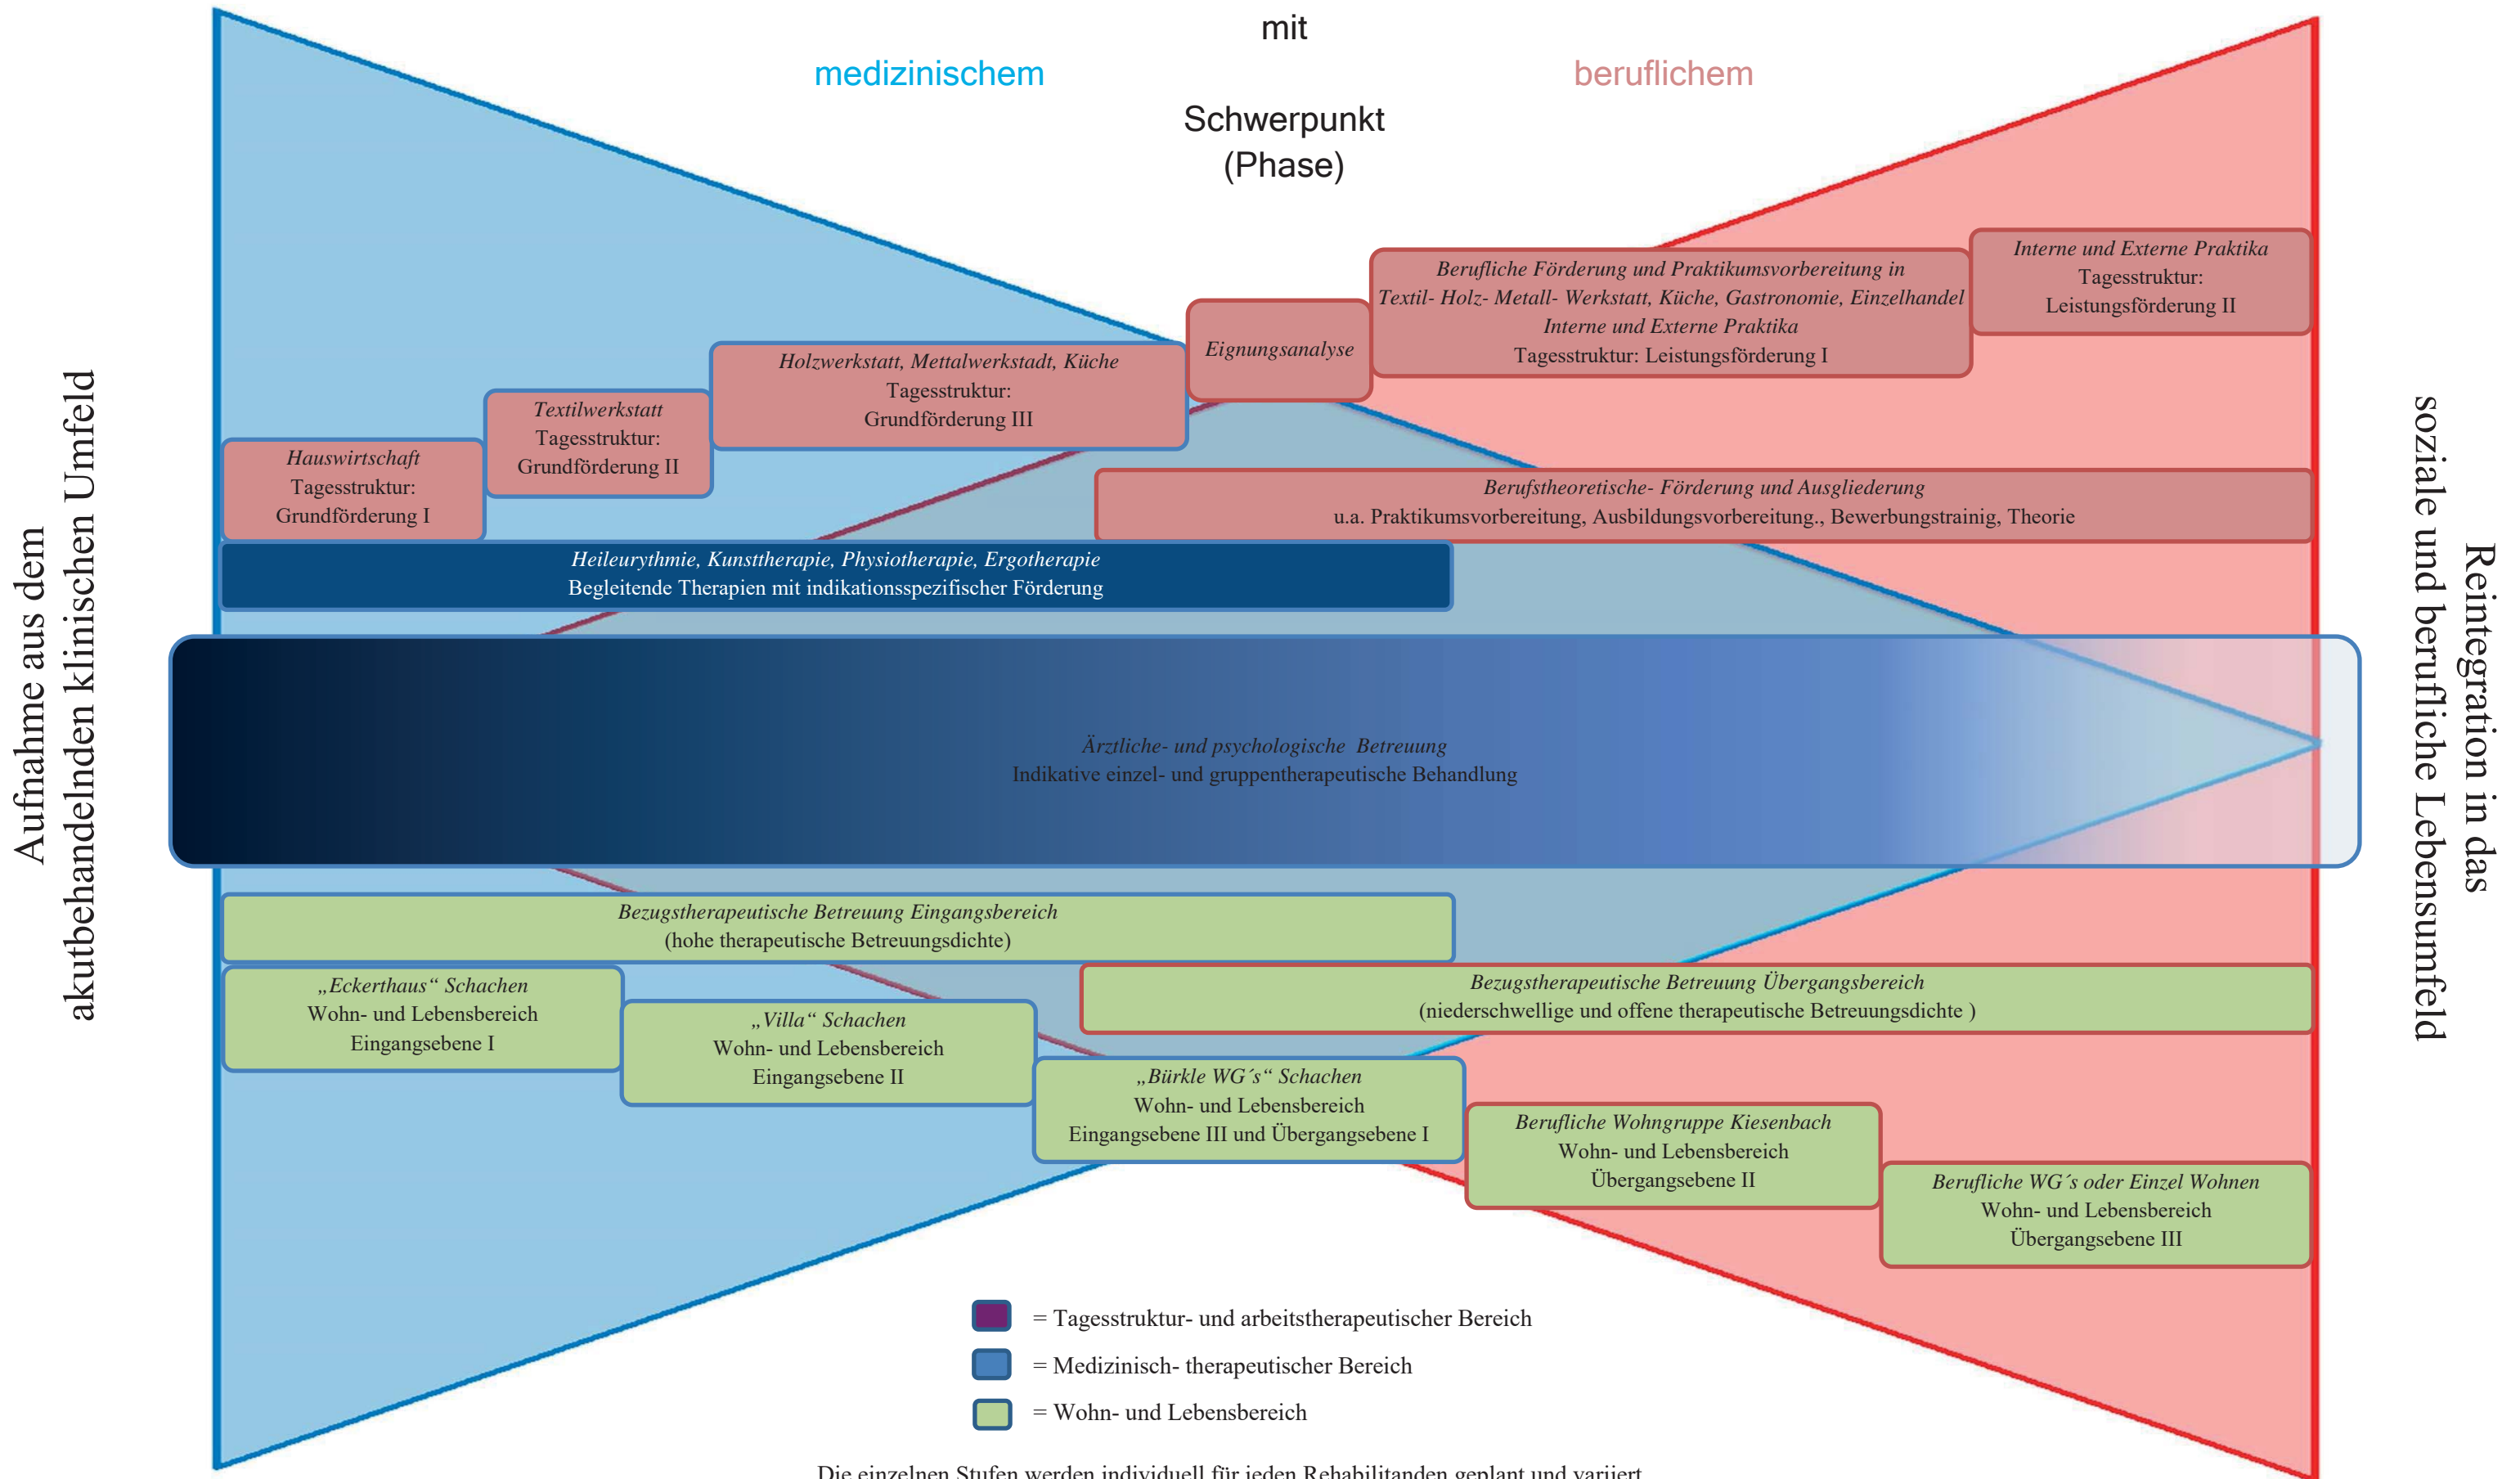 mit
medizinischem
beruflichem
Schwerpunkt
(Phase)
Aufnahme aus dem
akutbehandelnden klinischen Umfeld
Interne und Externe Praktika
Tagesstruktur:
Leistungsförderung II
Berufliche Förderung und Praktikumsvorbereitung in
Textil- Holz- Metall- Werkstatt, Küche, Gastronomie, Einzelhandel
Interne und Externe Praktika
Tagesstruktur: Leistungsförderung I
Eignungsanalyse
Holzwerkstatt, Mettalwerkstadt, Küche
Tagesstruktur:
Grundförderung III
Textilwerkstatt
Tagesstruktur:
Grundförderung II
Hauswirtschaft
Tagesstruktur:
Grundförderung I
Berufstheoretische- Förderung und Ausgliederung
u.a. Praktikumsvorbereitung, Ausbildungsvorbereitung., Bewerbungstrainig, Theorie
Heileurythmie, Kunsttherapie, Physiotherapie, Ergotherapie
Begleitende Therapien mit indikationsspezifischer Förderung
Ärztliche- und psychologische Betreuung
Indikative einzel- und gruppentherapeutische Behandlung
Bezugstherapeutische Betreuung Eingangsbereich
(hohe therapeutische Betreuungsdichte)
Bezugstherapeutische Betreuung Übergangsbereich
(niederschwellige und offene therapeutische Betreuungsdichte )
„Eckerthaus“ Schachen
Wohn- und Lebensbereich
Eingangsebene I
„Villa“ Schachen
Wohn- und Lebensbereich
Eingangsebene II
„Bürkle WG´s“ Schachen
Wohn- und Lebensbereich
Eingangsebene III und Übergangsebene I
Berufliche Wohngruppe Kiesenbach
Wohn- und Lebensbereich
Übergangsebene II
Berufliche WG´s oder Einzel Wohnen
Wohn- und Lebensbereich
Übergangsebene III
Reintegration in das
soziale und berufliche Lebensumfeld
= Tagesstruktur- und arbeitstherapeutischer Bereich
= Medizinisch- therapeutischer Bereich
= Wohn- und Lebensbereich
Die einzelnen Stufen werden individuell für jeden Rehabilitanden geplant und variiert